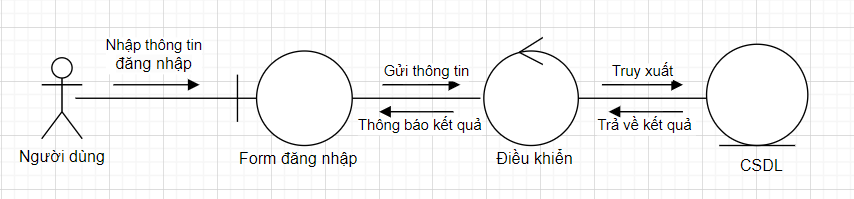 Nhập thông tin
đăng nhập
Gửi thông tin
Truy xuất
Thông báo kết quả
Trả về kết quả
Người dùng
Form đăng nhập
Điều khiển
CSDL